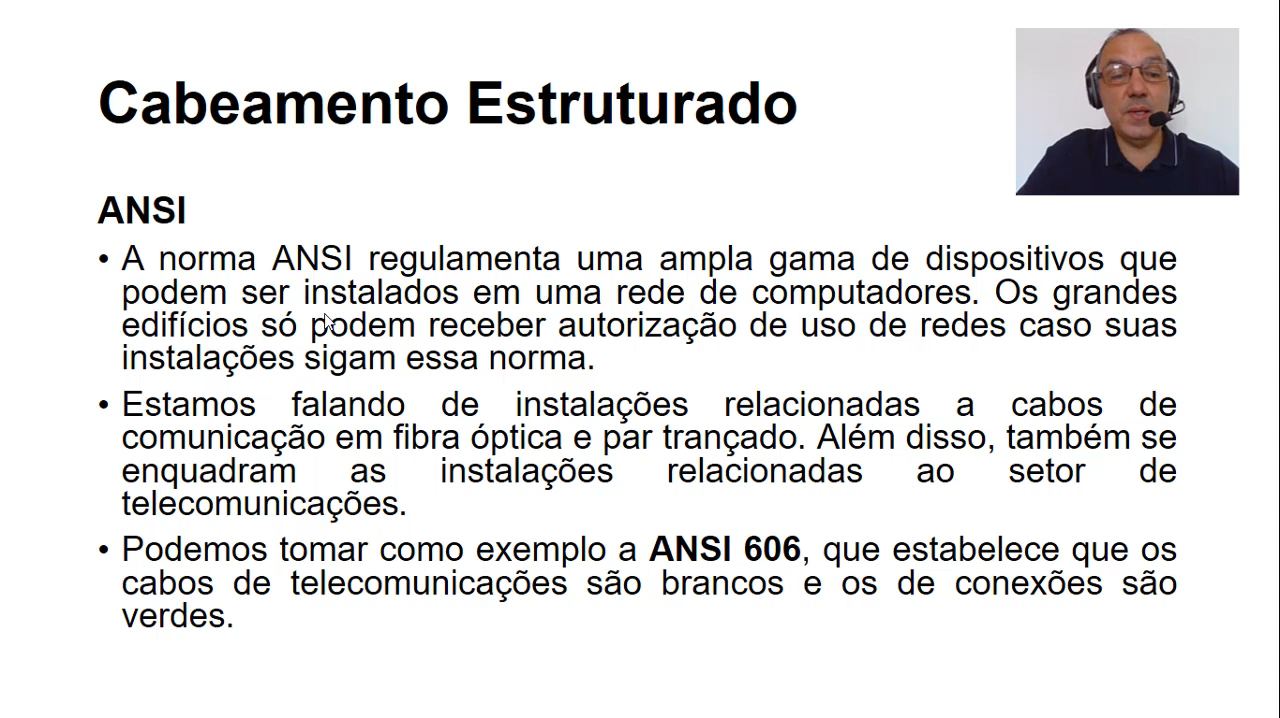 Cabeamento Estruturado
ANSI
• A norma ANSI regulamenta uma ampla gama de dispositivos que
podem ser instalados em uma rede de computadores. Os grandes
edifícios só podem receber autorização de uso de redes caso suas
instalações sigam essa norma.
• Estamos falando de instalações relacionadas a cabos de
comunicação em fibra óptica e par trançado. Além disso, também se
enquadram as instalações relacionadas ao setor de
telecomunicações.
• Podemos tomar como exemplo a ANSI 606, que estabelece que os
cabos de telecomunicações são brancos e os de conexões são
verdes.